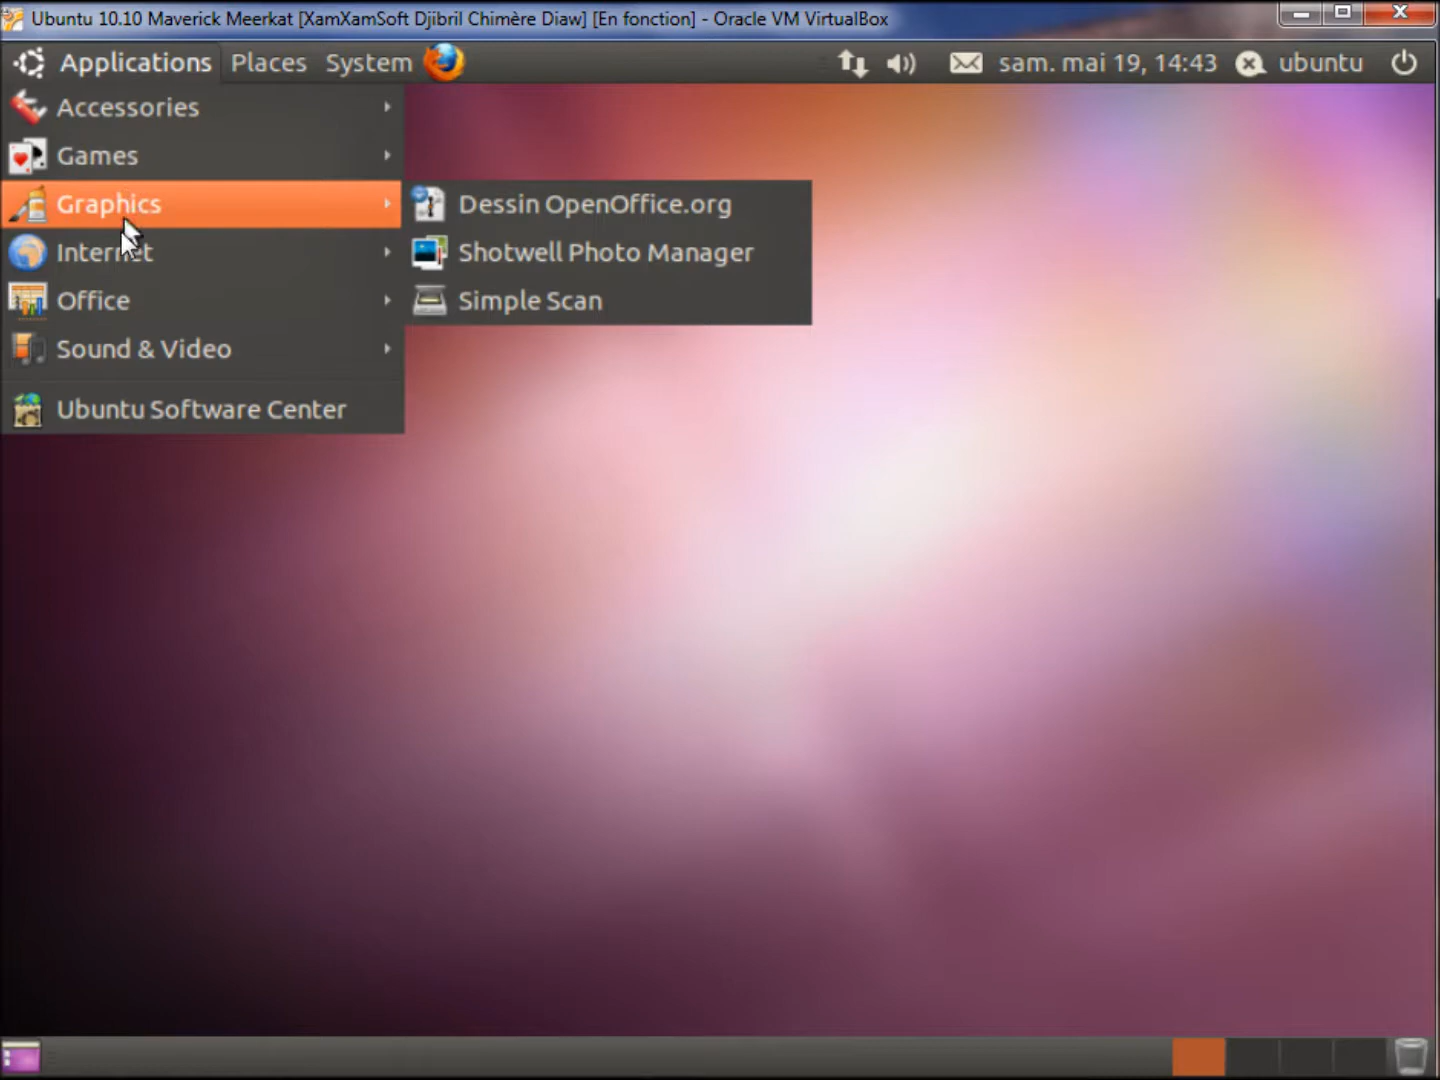 Ubuntu 10.10 Maverick Meerkat [XamXamSoft Djibril Chimère Diaw] [En fonction] - Oracle VM VirtualBox
Applications Places System sam. mai 19, 14:43 ubuntu
Accessories
Games
Graphics
Internet
Office
Sound & Video
Ubuntu Software Center
Dessin OpenOffice.org
Shotwell Photo Manager
Simple Scan